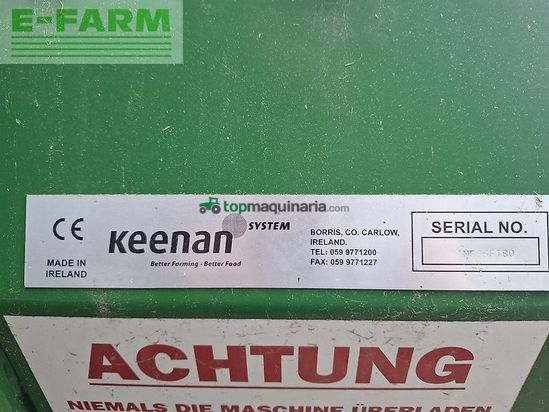 E-FARM
topmaquinaria.com
CE
MADE IN
IRELAND
Keenan SYSTEM
Better Farming - Better Food
BORRIS, CO. CARLOW,
IRELAND.
TEL: 059 9771200
FAX: 059 9771227
SERIAL NO.
ACHTUNG
NIEMALS DIE MASCHINE ÜBERLADEN